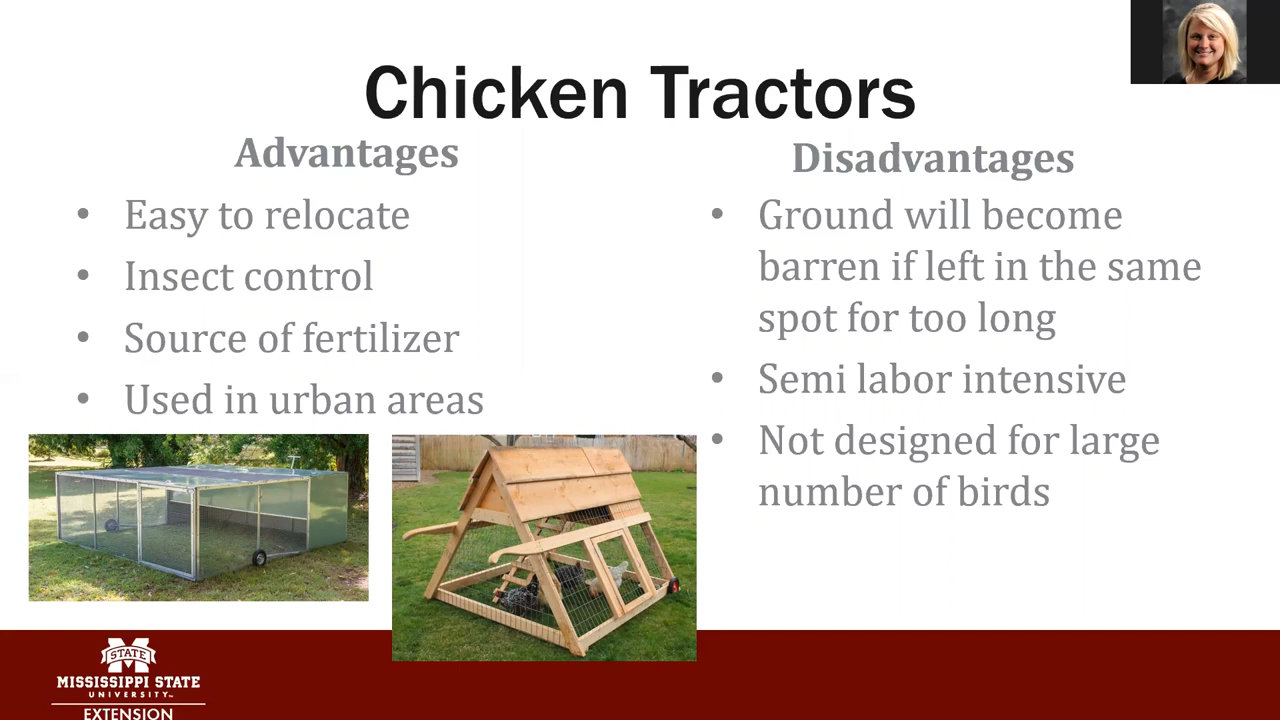 Chicken Tractors
Advantages
• Easy to relocate
• Insect control
• Source of fertilizer
• Used in urban areas
Disadvantages
• Ground will become
barren if left in the same
spot for too long
• Semi labor intensive
• Not designed for large
number of birds
STATE
MISSISSIPPI STATE
UNIVERSITY™
EXTENSION